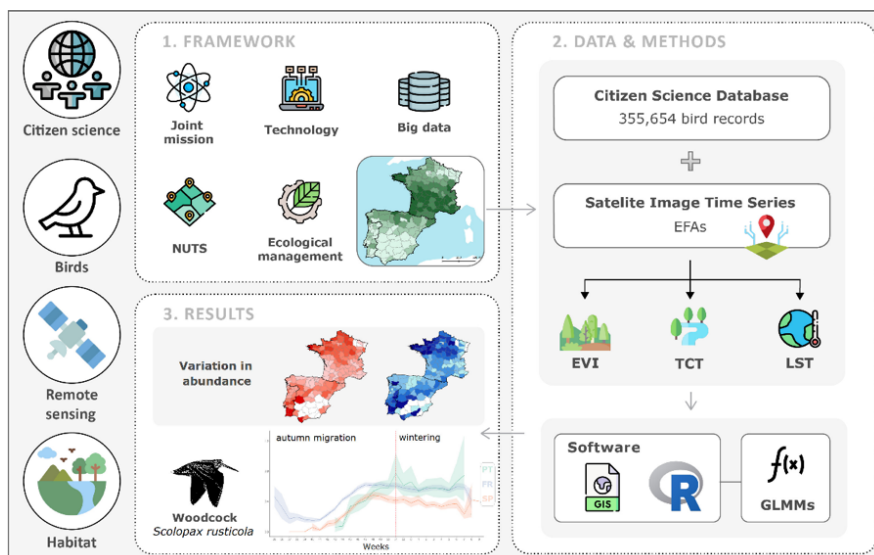 Citizen science
Birds
Remote
sensing
Habitat
1. FRAMEWORK
Joint
mission
Technology
Big data
NUTS
Ecological
management
2. DATA & METHODS
Citizen Science Database
355,654 bird records
Satelite Image Time Series
EFAs
EVI
TCT
LST
Software
GIS
R
f(x)
GLMMs
3. RESULTS
Variation in
abundance
Woodcock
Scolopax rusticola
autumn migration
wintering
PT
FR
SP
Weeks